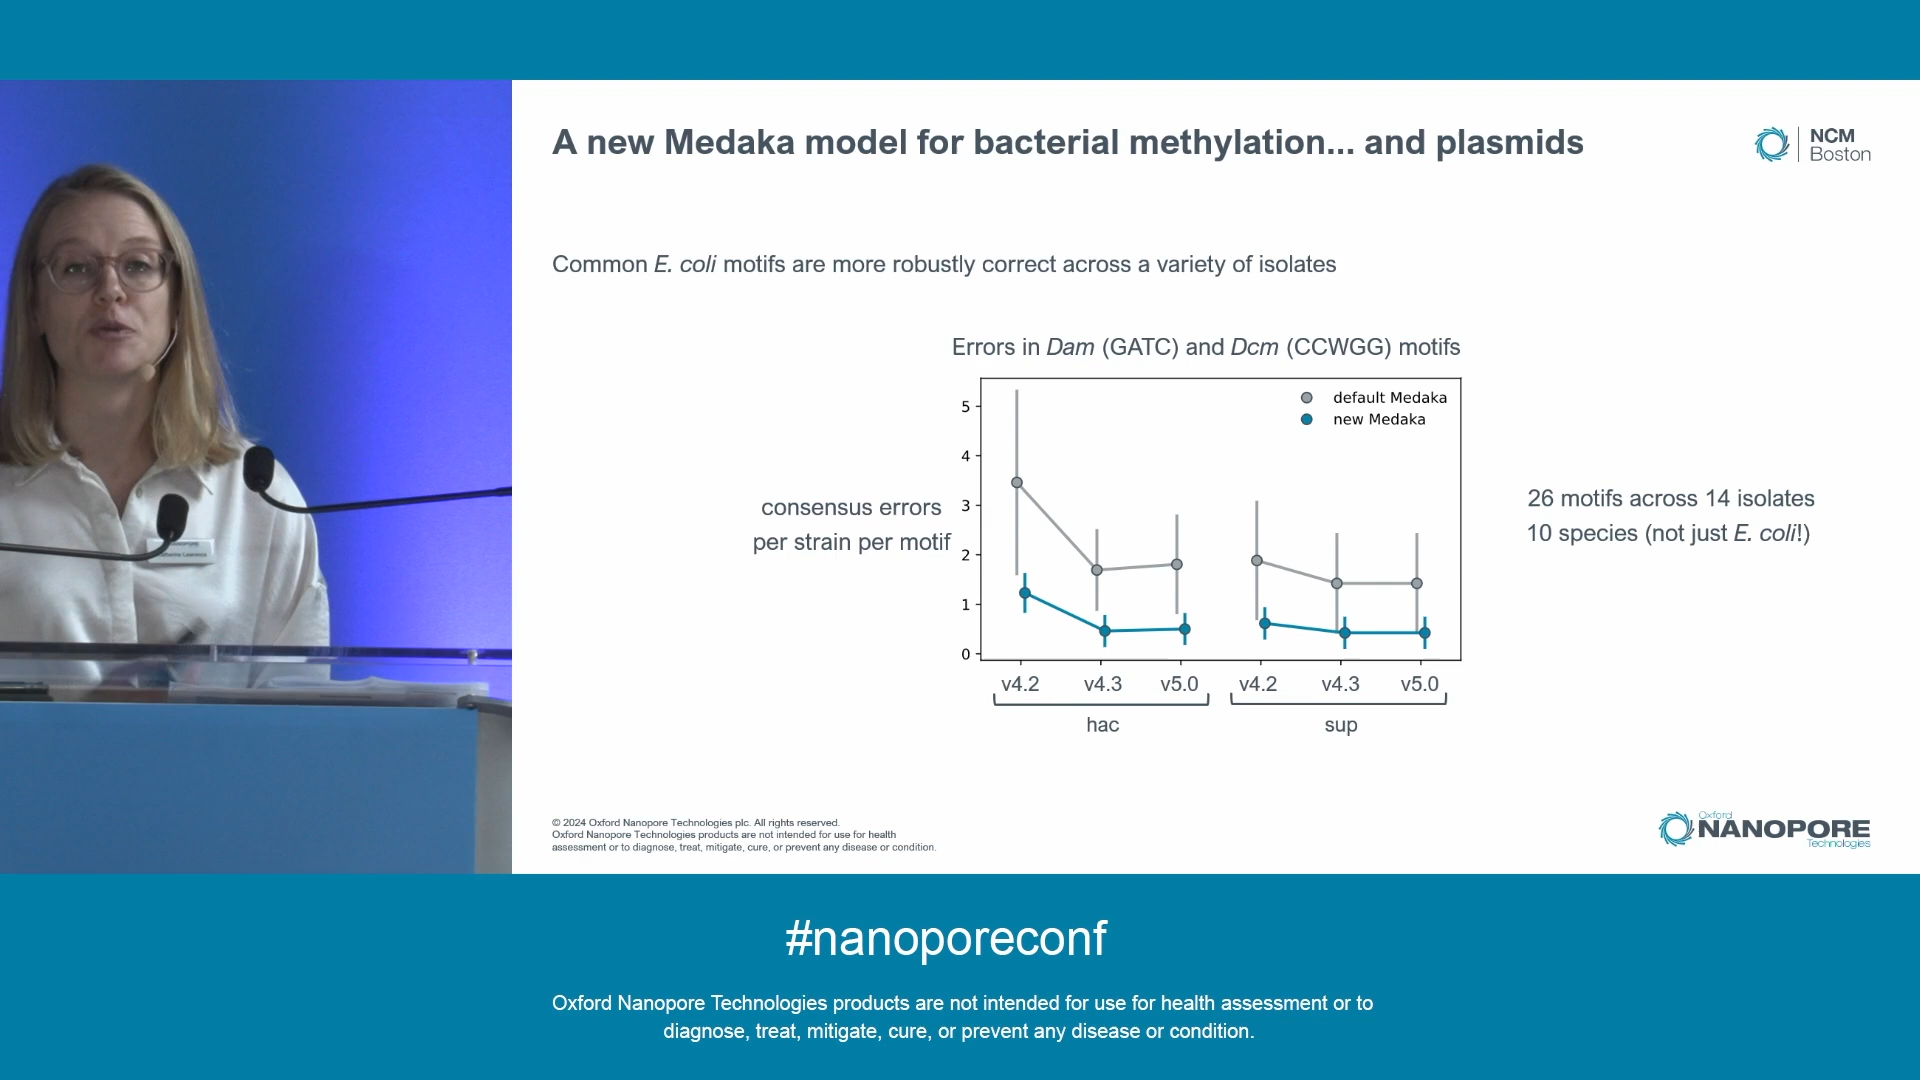 A new Medaka model for bacterial methylation... and plasmids
NCM
Boston
Common E. coli motifs are more robustly correct across a variety of isolates
Errors in Dam (GATC) and Dcm (CCWGG) motifs
default Medaka
new Medaka
5
4
3
2
1
0
consensus errors
per strain per motif
26 motifs across 14 isolates
10 species (not just E. coli!)
v4.2 v4.3 v5.0 v4.2 v4.3 v5.0
hac sup
© 2024 Oxford Nanopore Technologies plc. All rights reserved.
Oxford Nanopore Technologies products are not intended for use for health
assessment or to diagnose, treat, mitigate, cure, or prevent any disease or condition.
Oxford
NANOPORE
Technologies
#nanoporeconf
Oxford Nanopore Technologies products are not intended for use for health assessment or to
diagnose, treat, mitigate, cure, or prevent any disease or condition.